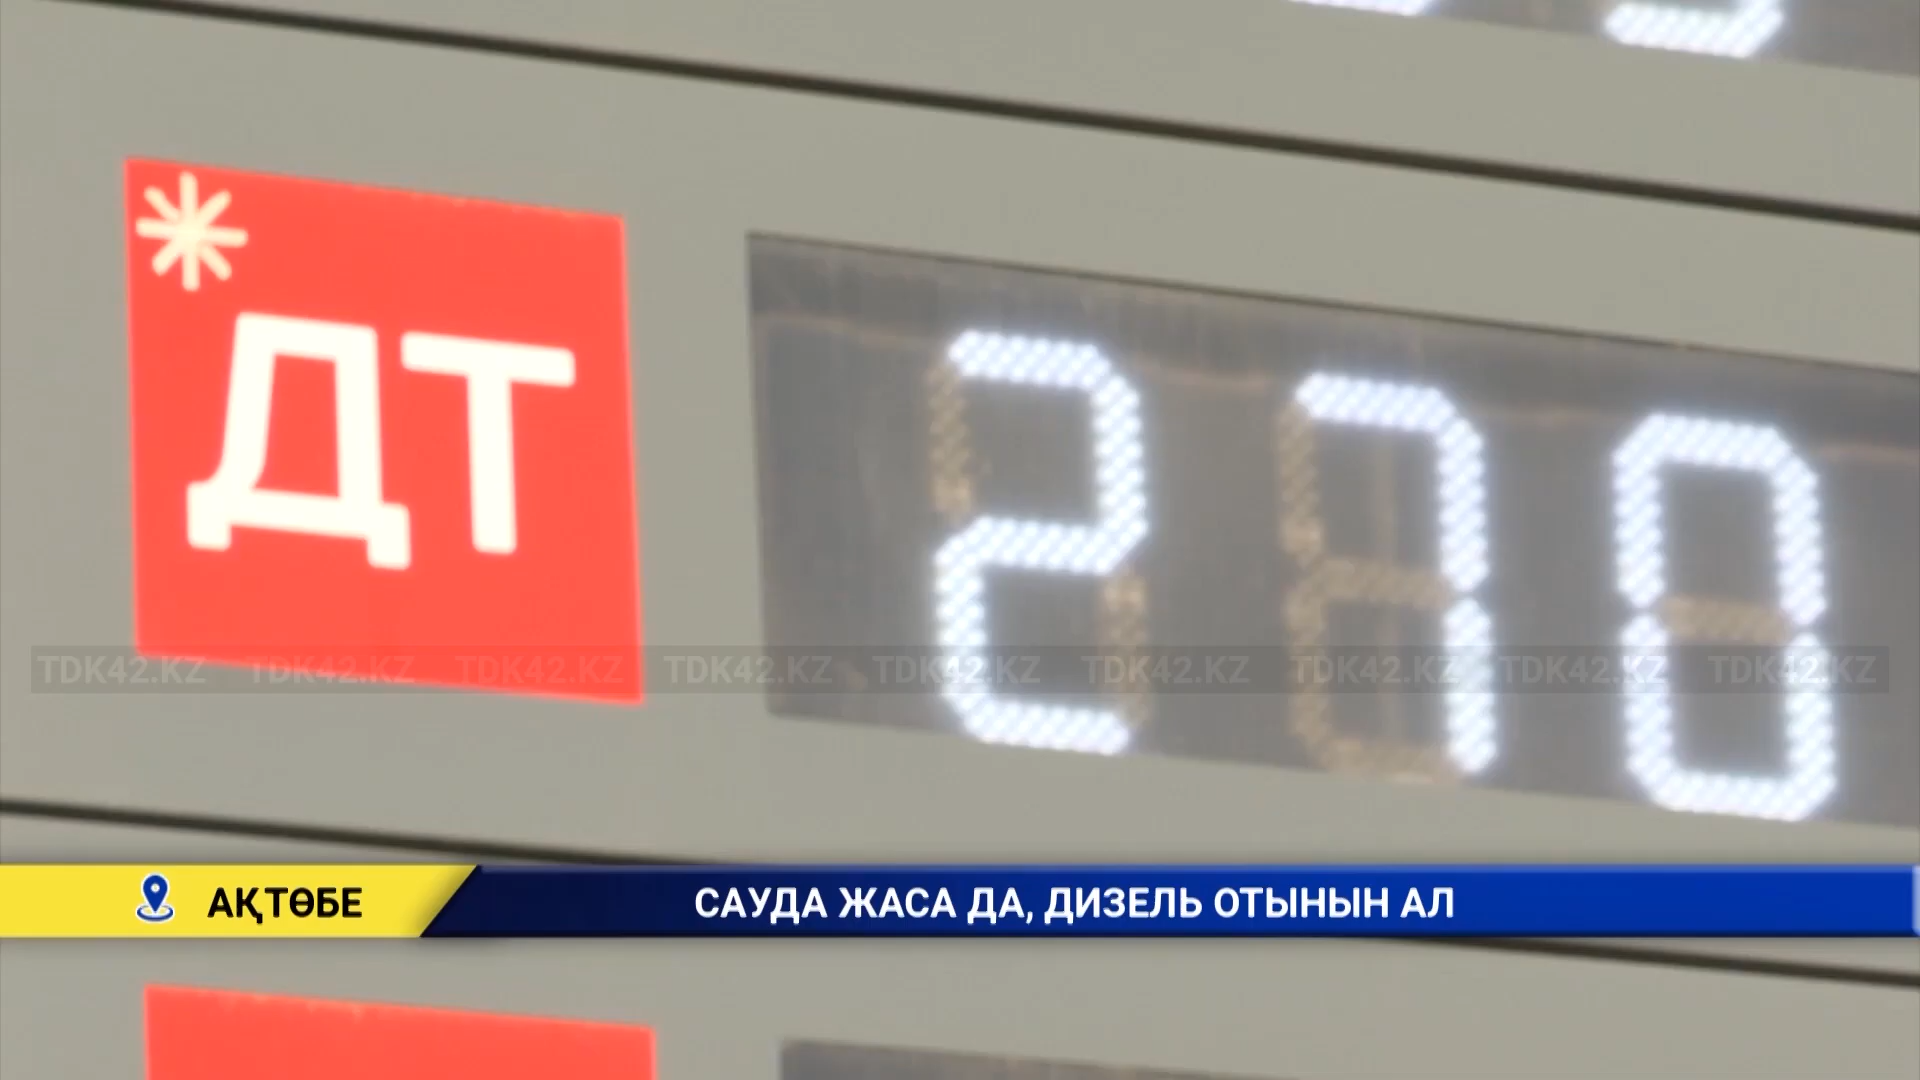 ДТ
270
TDK42.KZ TDK42.KZ TDK42.KZ TDK42.KZ TDK42.KZ TDK42.KZ TDK42.KZ TDK42.KZ TDK42.KZ
АҚТӨБЕ
САУДА ЖАСА ДА, ДИЗЕЛЬ ОТЫНЫН АЛ